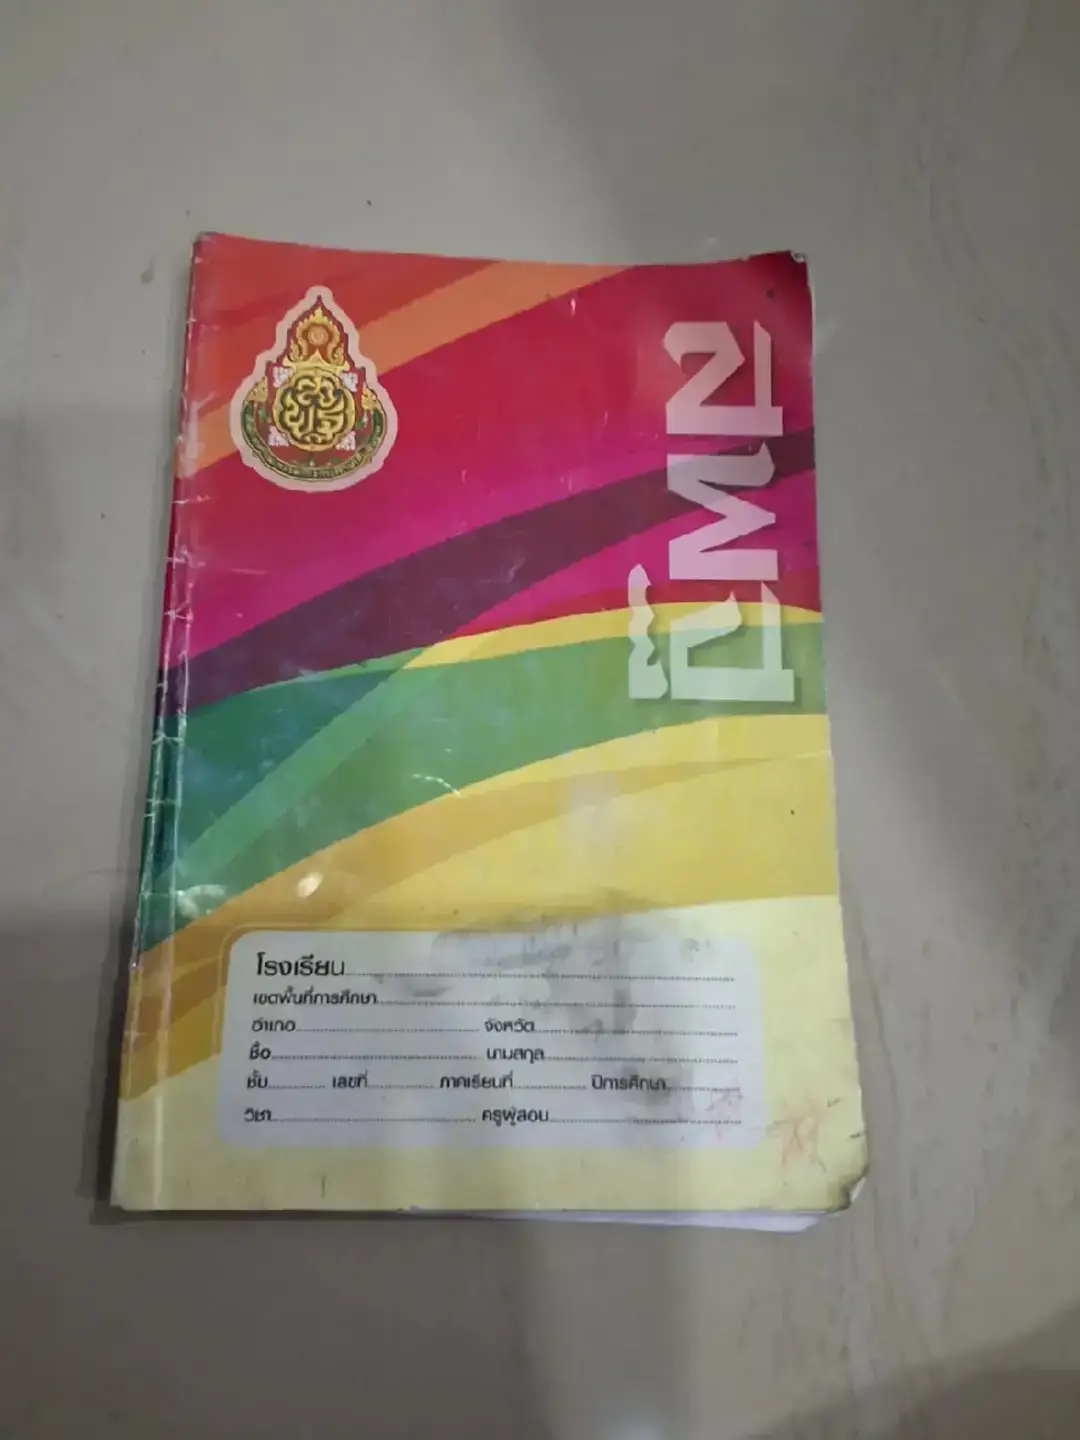 โรงเรียน
เขตพื้นที่การศึกษา
อำเภอ จังหวัด
ชื่อ นามสกุล
ชั้น เลขที่ ภาคเรียนที่ ปีการศึกษา
วิชา ครูผู้สอน